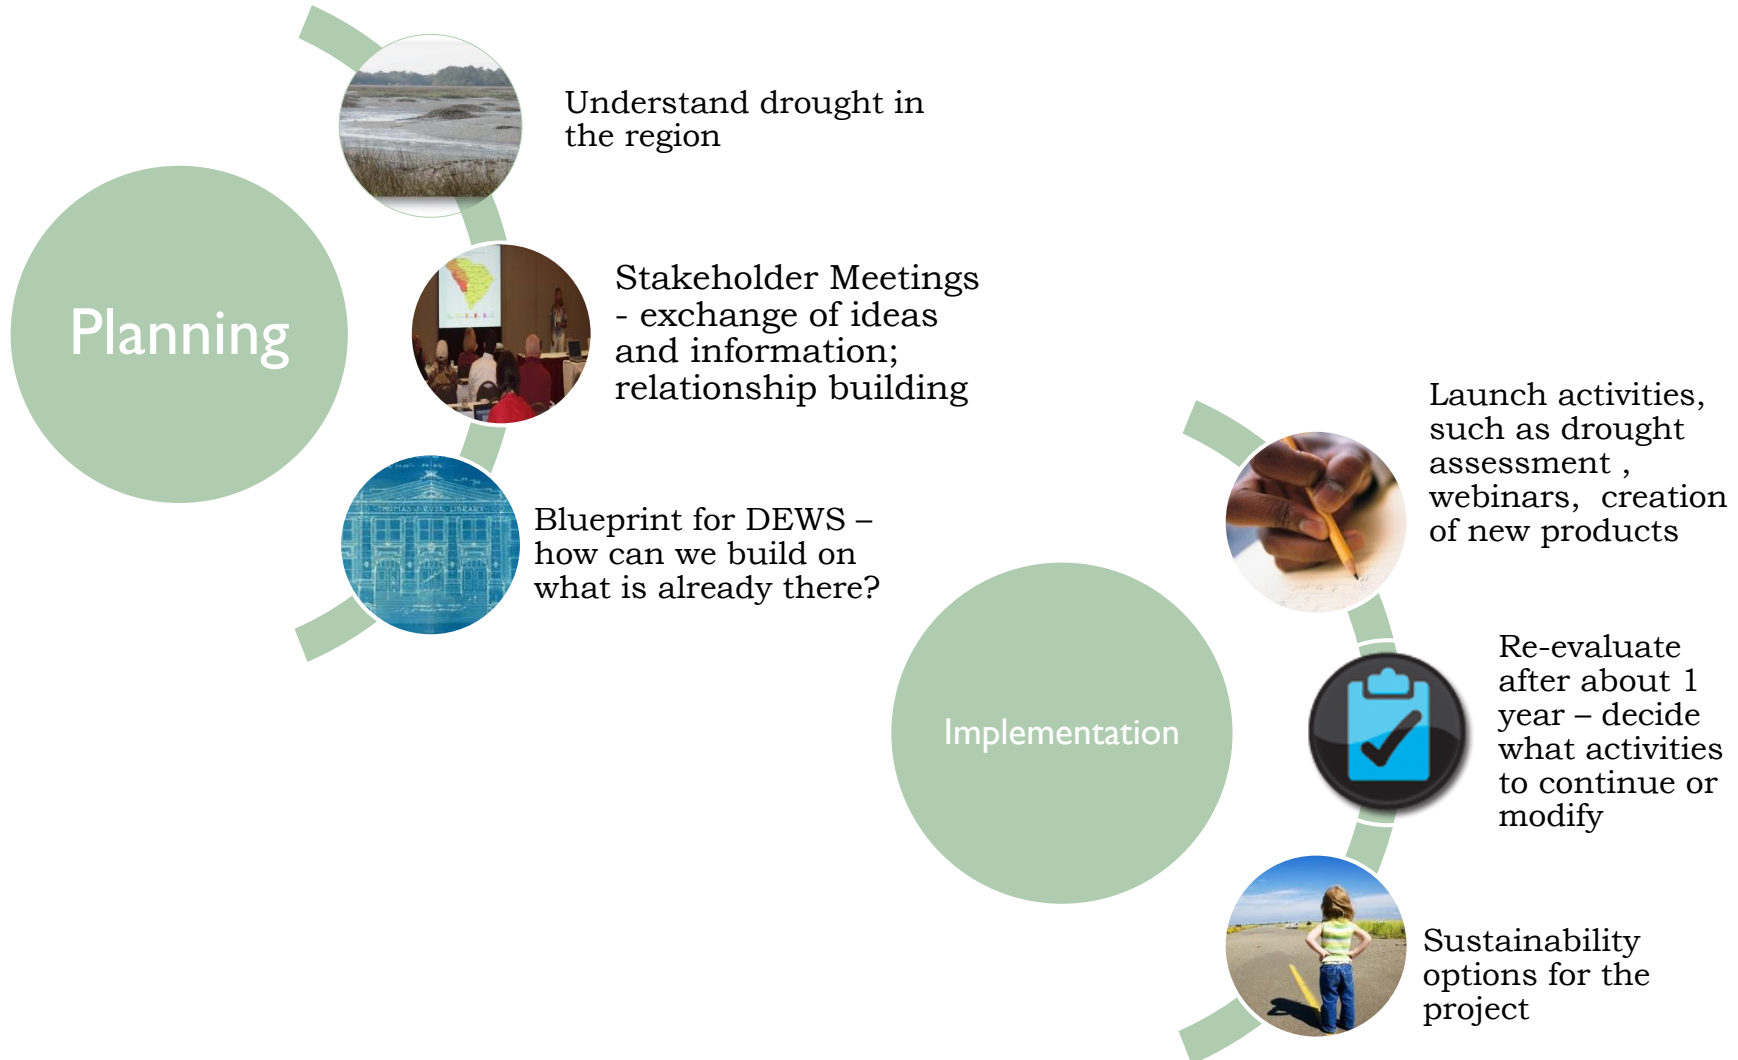 Understand drought in
the region
Planning
Stakeholder Meetings
- exchange of ideas
and information;
relationship building
THOMAS J RUSK LIBRARY
Blueprint for DEWS –
how can we build on
what is already there?
Launch activities,
such as drought
assessment ,
webinars,  creation
of new products
Implementation
Re-evaluate
after about 1
year – decide
what activities
to continue or
modify
Sustainability
options for the
project